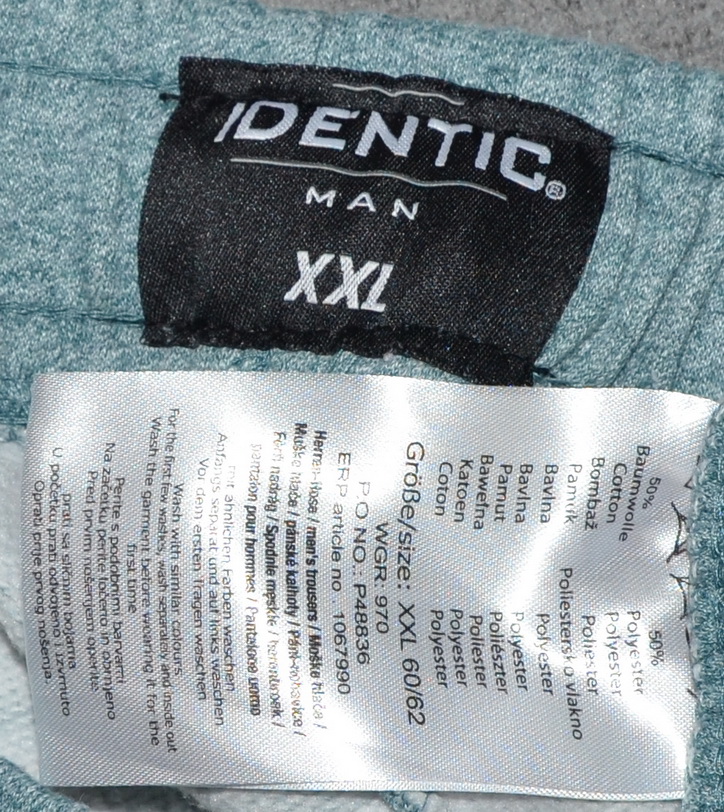 IDENTIC®
MAN
XXL
50% 50%
Baumwolle Polyester
Cotton Polyester
Bombaž Poliester
Pamuk Poliestersko vlakno
Bavlna Polyester
Bavlna Polyester
Pamut Poliészter
Bawełna Poliester
Katoen Polyester
Coton Polyester
Größe/size: XXL 60/62
WGR: 970
P.O NO.: P48836
ERP article no.: 1067990
Herren-Hose / men's trousers / Moške hlače /
Muške hlače / pánské kalhoty / Pánske nohavice /
Férfi nadrág / Spodnie męskie / herenbroek /
pantalon pour hommes / Pantalone uomo
Mit ähnlichen Farben waschen
Anfangs separat und auf links waschen
Vor dem ersten Tragen waschen
Wash with similar colours
For the first few washes, wash separately and inside out
Wash the garment before wearing it for the
first time
Perite s podobnimi barvami
Na začetku perite ločeno in obrnjeno
Pred prvim nošenjem operite
prati sa sličnim bojama
U početku prati odvojeno i izvrnuto
Oprati prije prvog nošenja.